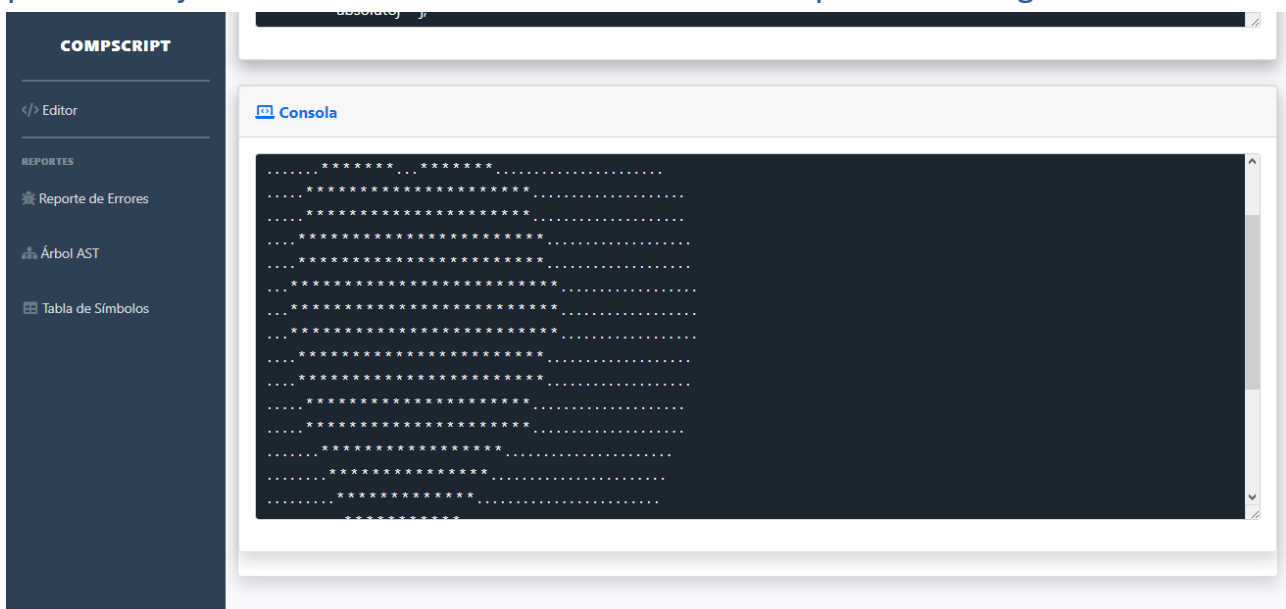 COMPSCRIPT
</> Editor
REPORTES
Reporte de Errores
Árbol AST
Tabla de Símbolos
Consola
.......*******...*******......................
.....*********************....................
.....*********************....................
....***********************...................
....***********************...................
...*************************..................
...*************************..................
...*************************..................
....***********************...................
....***********************...................
.....*********************....................
.....*********************....................
.......*****************......................
........***************.......................
.........*************........................